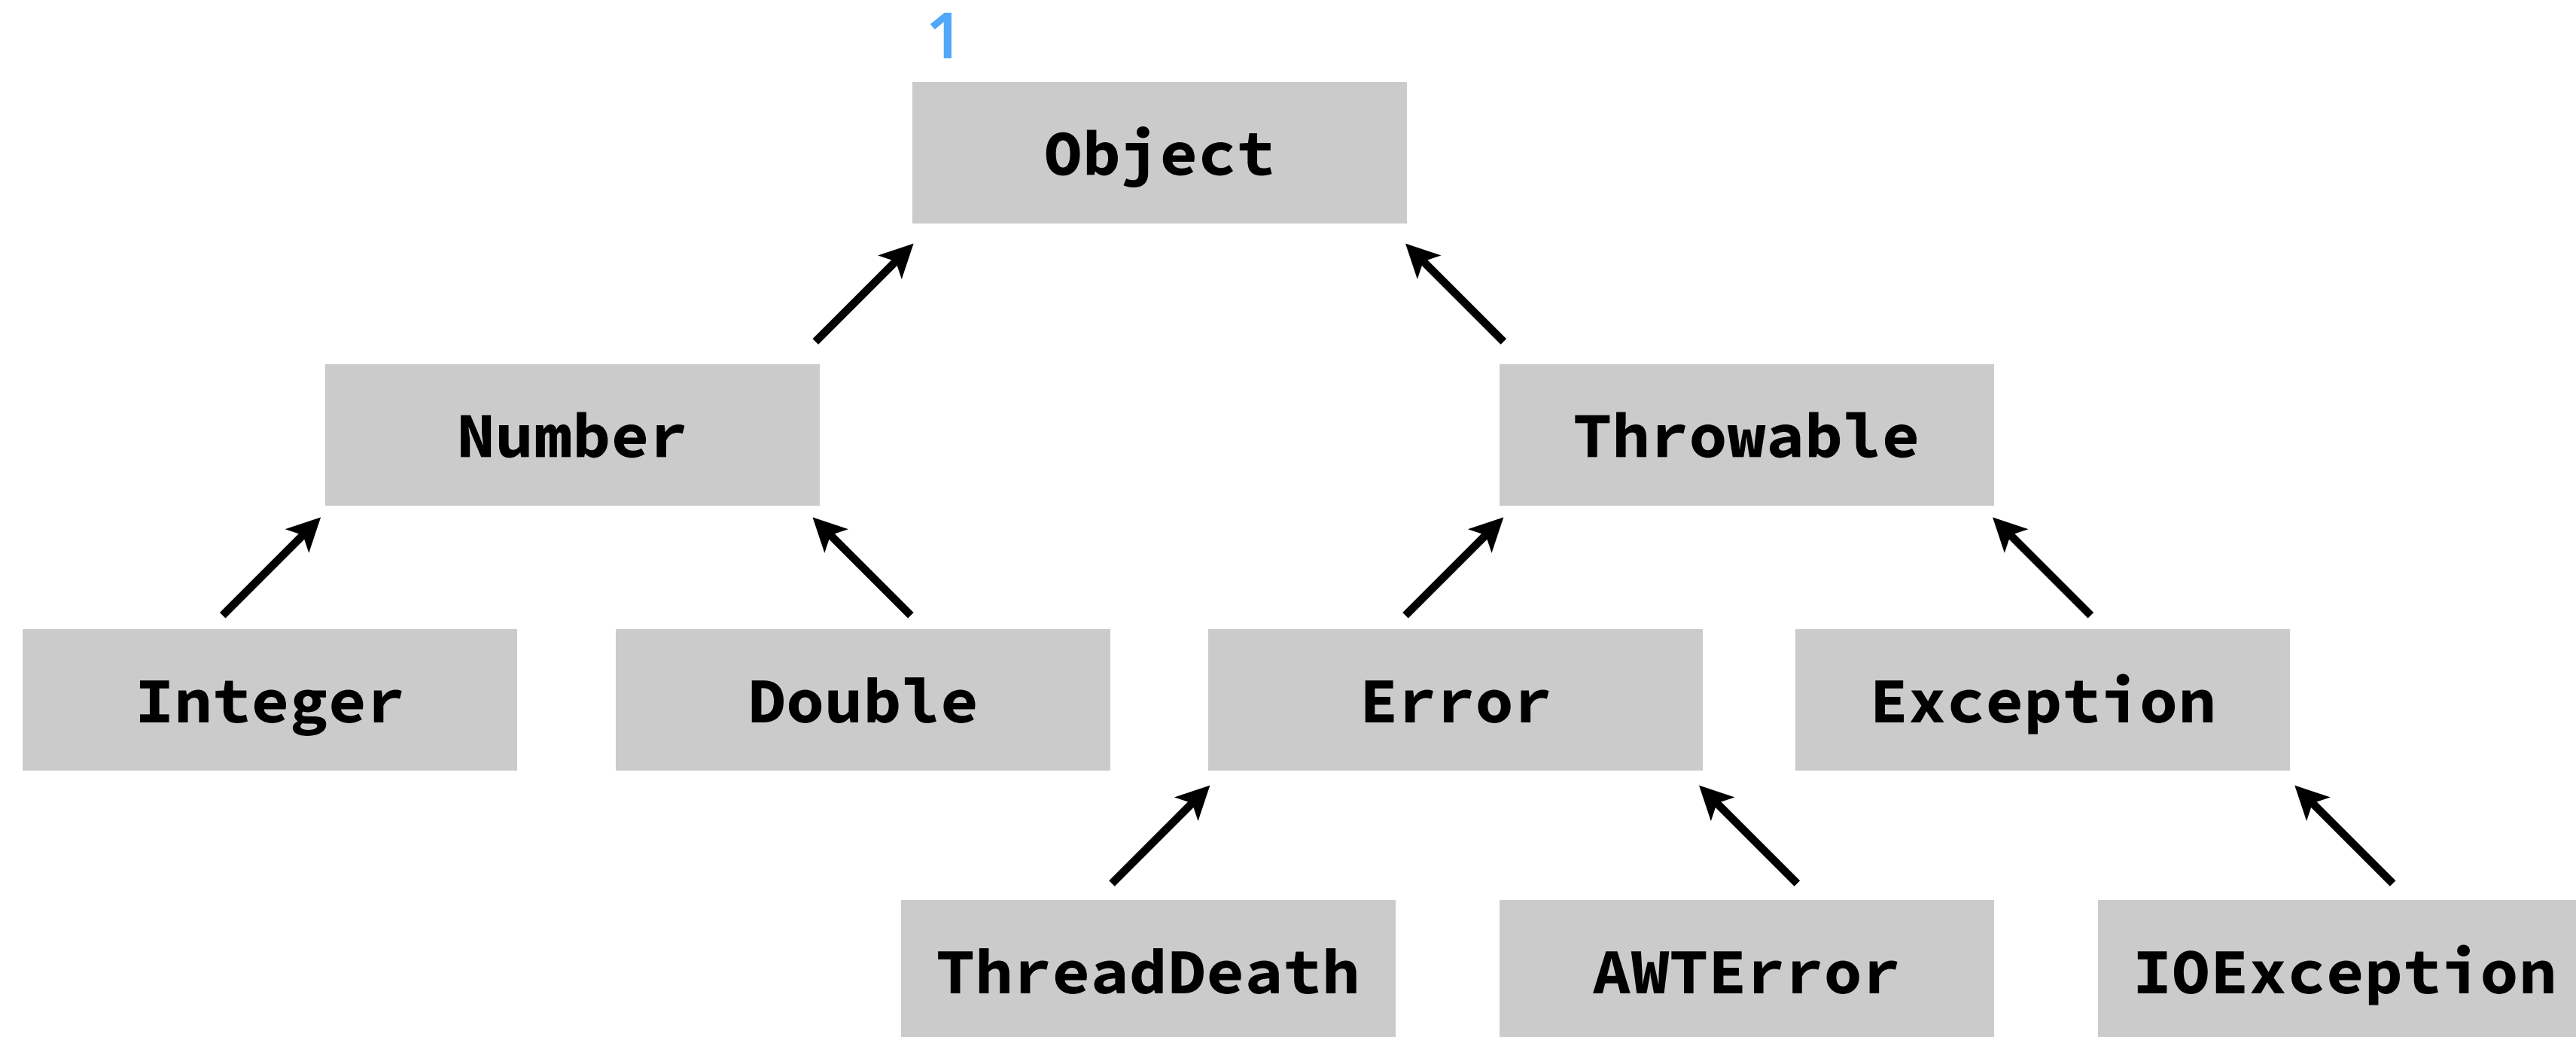 1
Object
Number
Throwable
Integer
Double
Error
Exception
ThreadDeath
AWTError
IOException